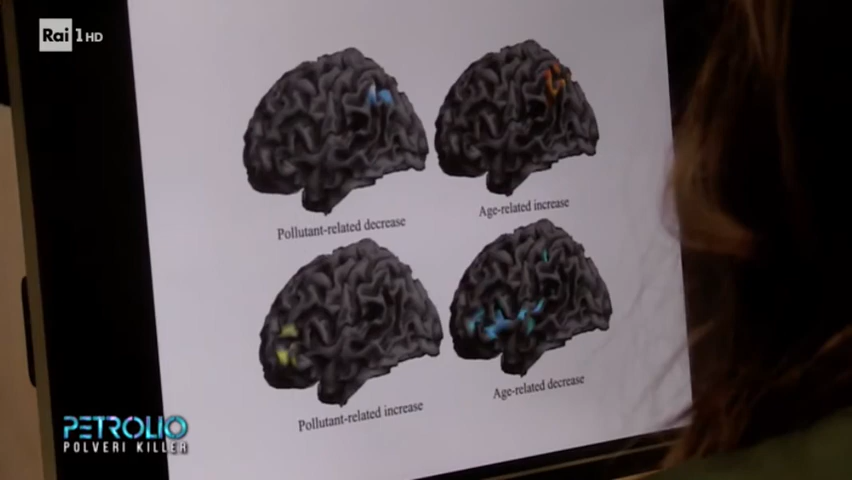 Rai 1 HD
Pollutant-related decrease
Age-related increase
Pollutant-related increase
Age-related decrease
PETROLIO
POLVERI KILLER